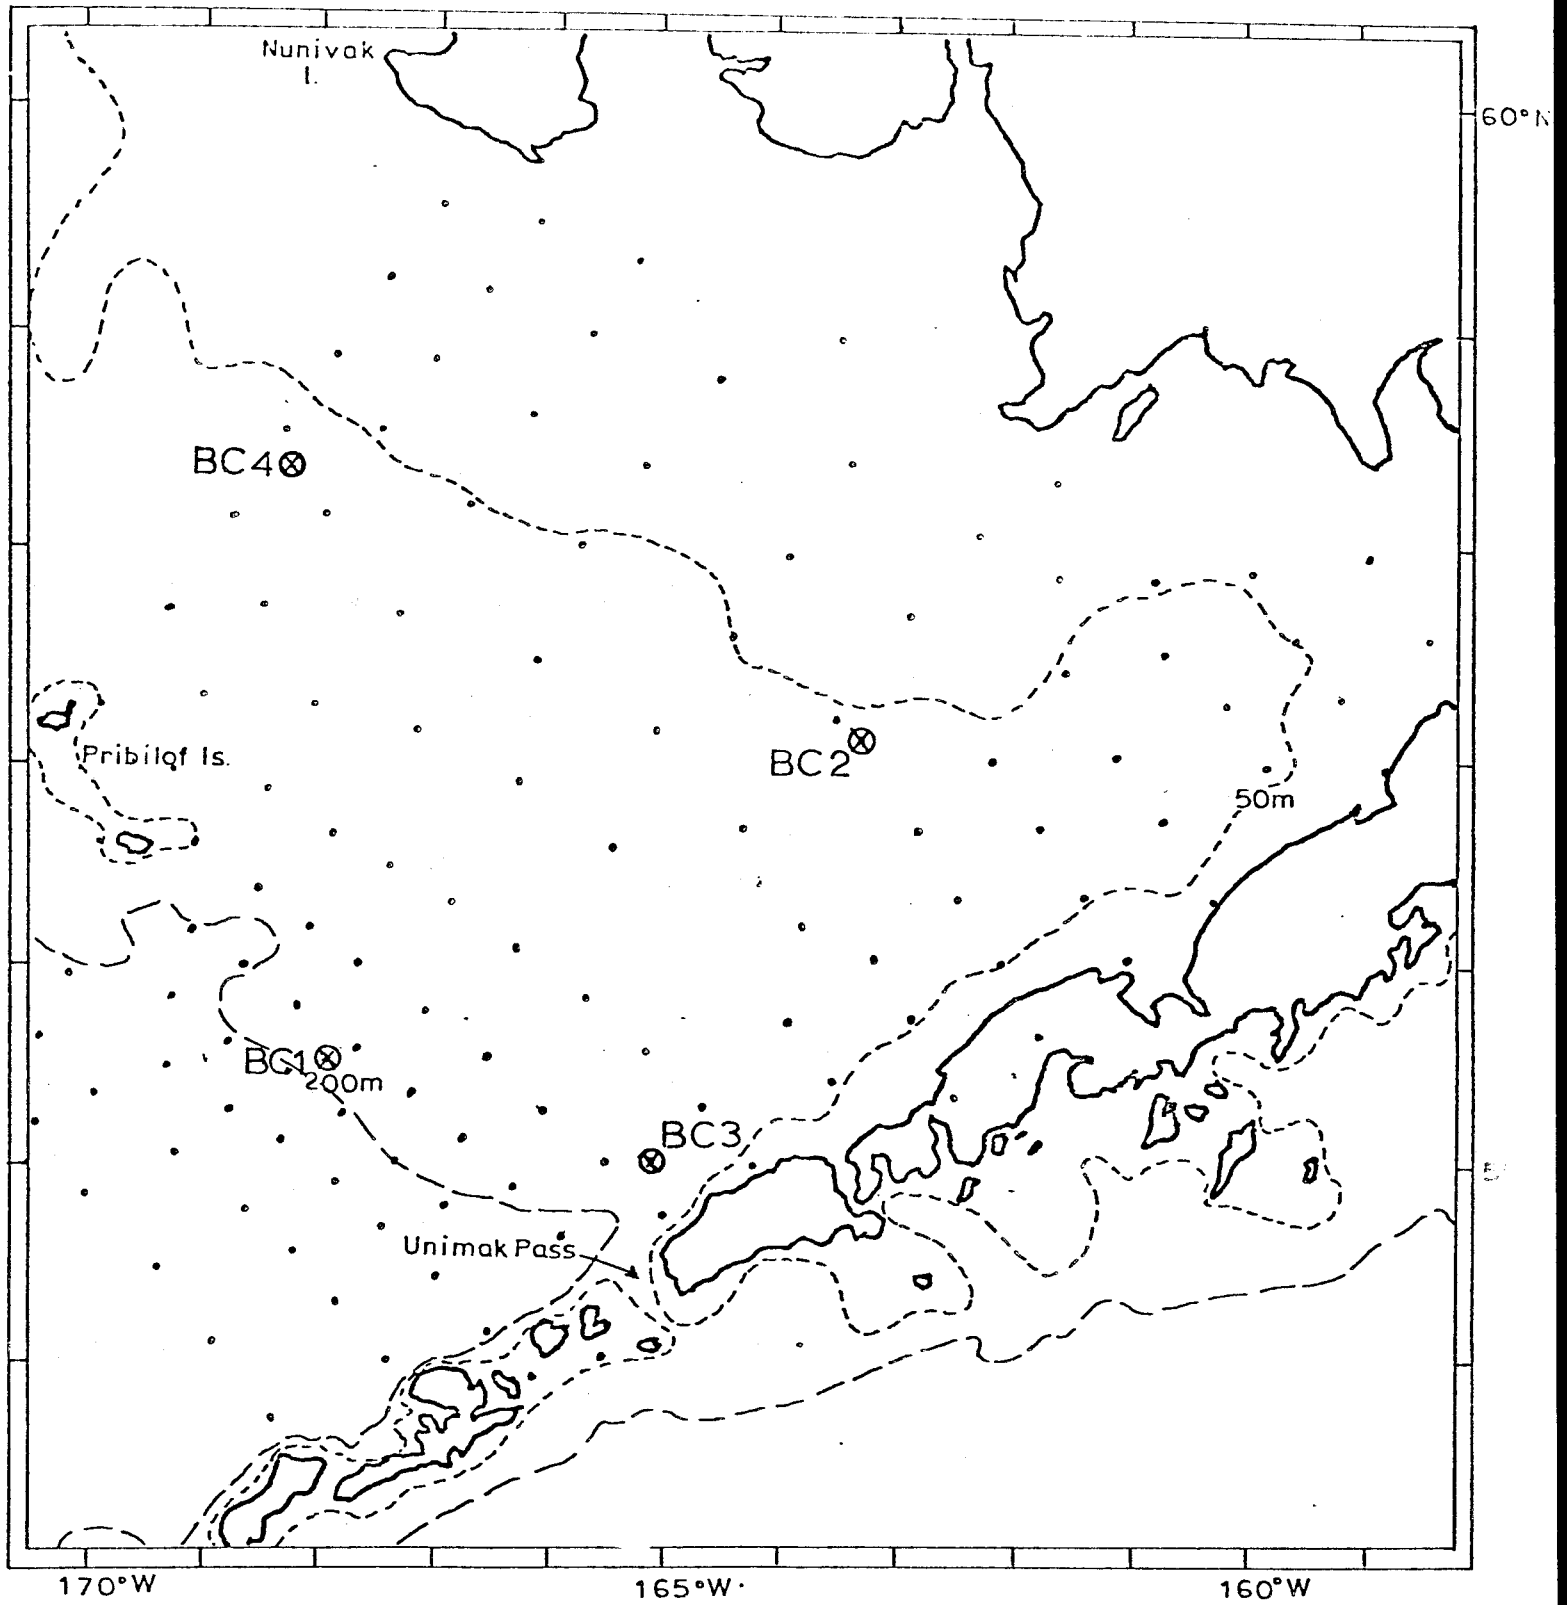 Nunivak
I.
60°N
BC4
Pribilof Is.
BC2
50m
BC1
200m
BC3
Unimak Pass
170°W
165°W
160°W